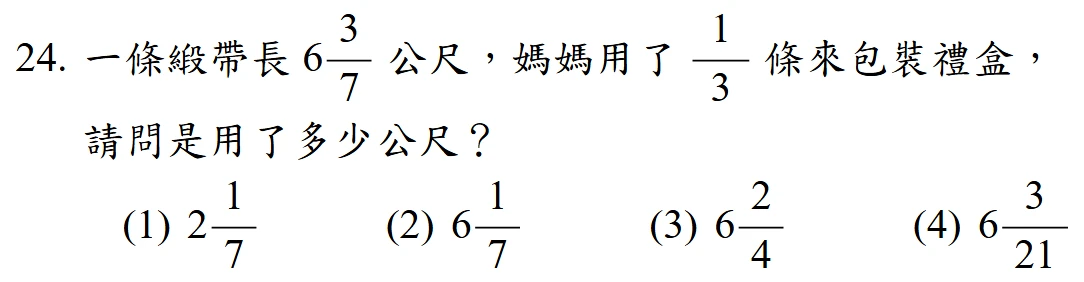 24. 一條緞帶長 6 3/7 公尺，媽媽用了 1/3 條來包裝禮盒，
請問是用了多少公尺？
(1) 2 1/7 (2) 6 1/7 (3) 6 2/4 (4) 6 3/21